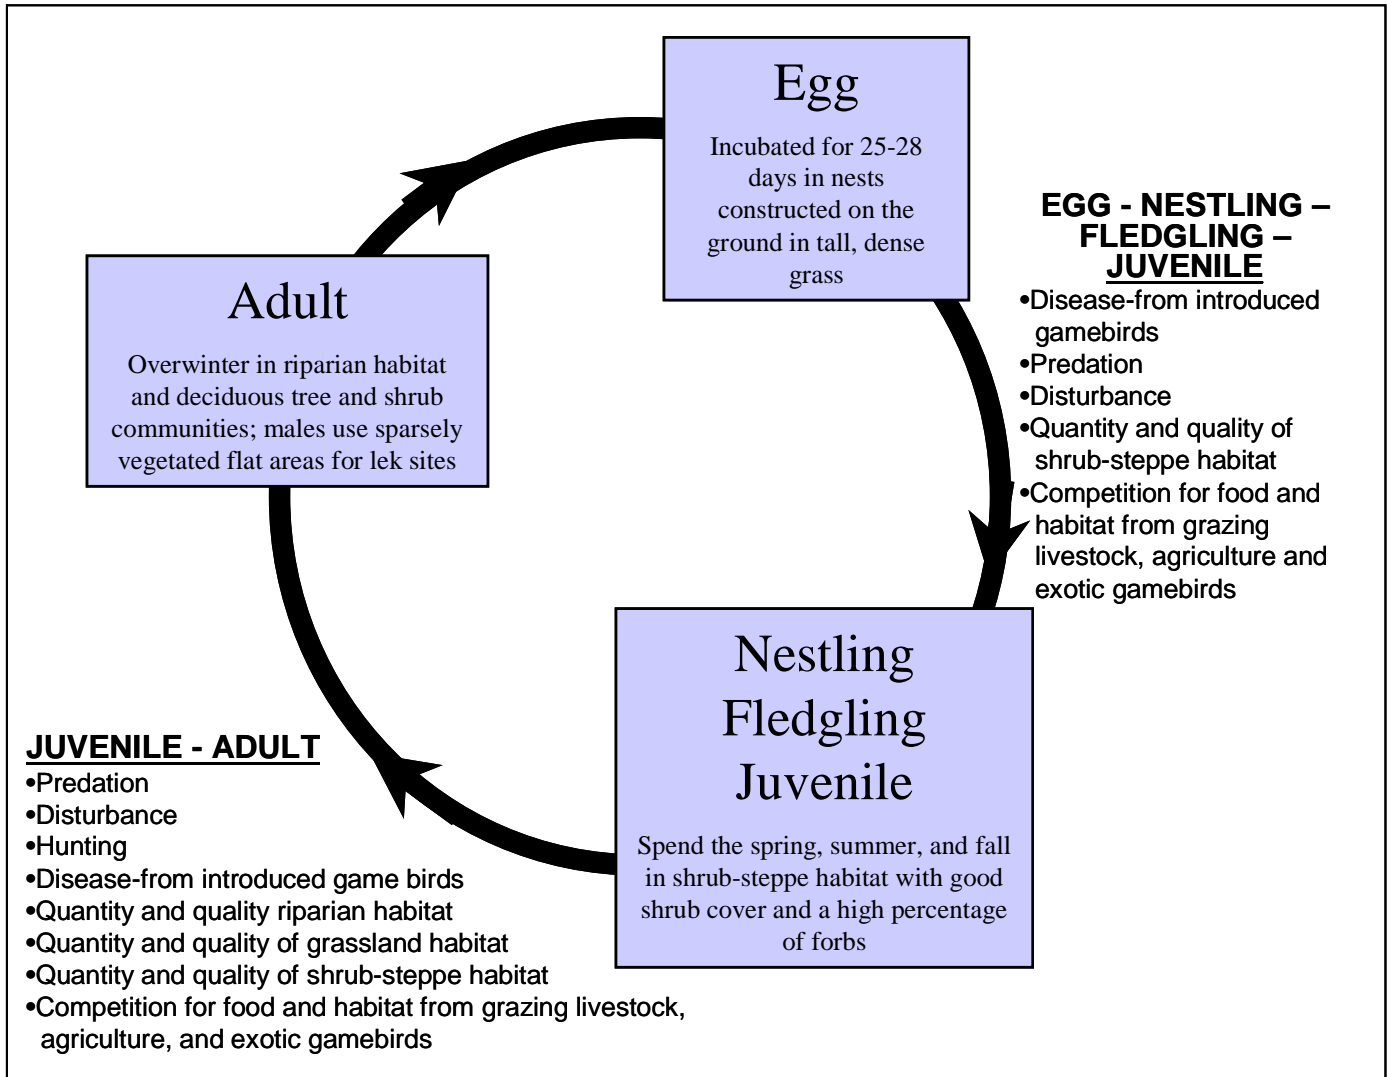 Egg
Incubated for 25-28
days in nests
constructed on the
ground in tall, dense
grass
EGG - NESTLING –
FLEDGLING –
JUVENILE
•Disease-from introduced
gamebirds
•Predation
•Disturbance
•Quantity and quality of
shrub-steppe habitat
•Competition for food and
habitat from grazing
livestock, agriculture and
exotic gamebirds
Adult
Overwinter in riparian habitat
and deciduous tree and shrub
communities; males use sparsely
vegetated flat areas for lek sites
Nestling
Fledgling
Juvenile
Spend the spring, summer, and fall
in shrub-steppe habitat with good
shrub cover and a high percentage
of forbs
JUVENILE - ADULT
•Predation
•Disturbance
•Hunting
•Disease-from introduced game birds
•Quantity and quality riparian habitat
•Quantity and quality of grassland habitat
•Quantity and quality of shrub-steppe habitat
•Competition for food and habitat from grazing livestock,
agriculture, and exotic gamebirds